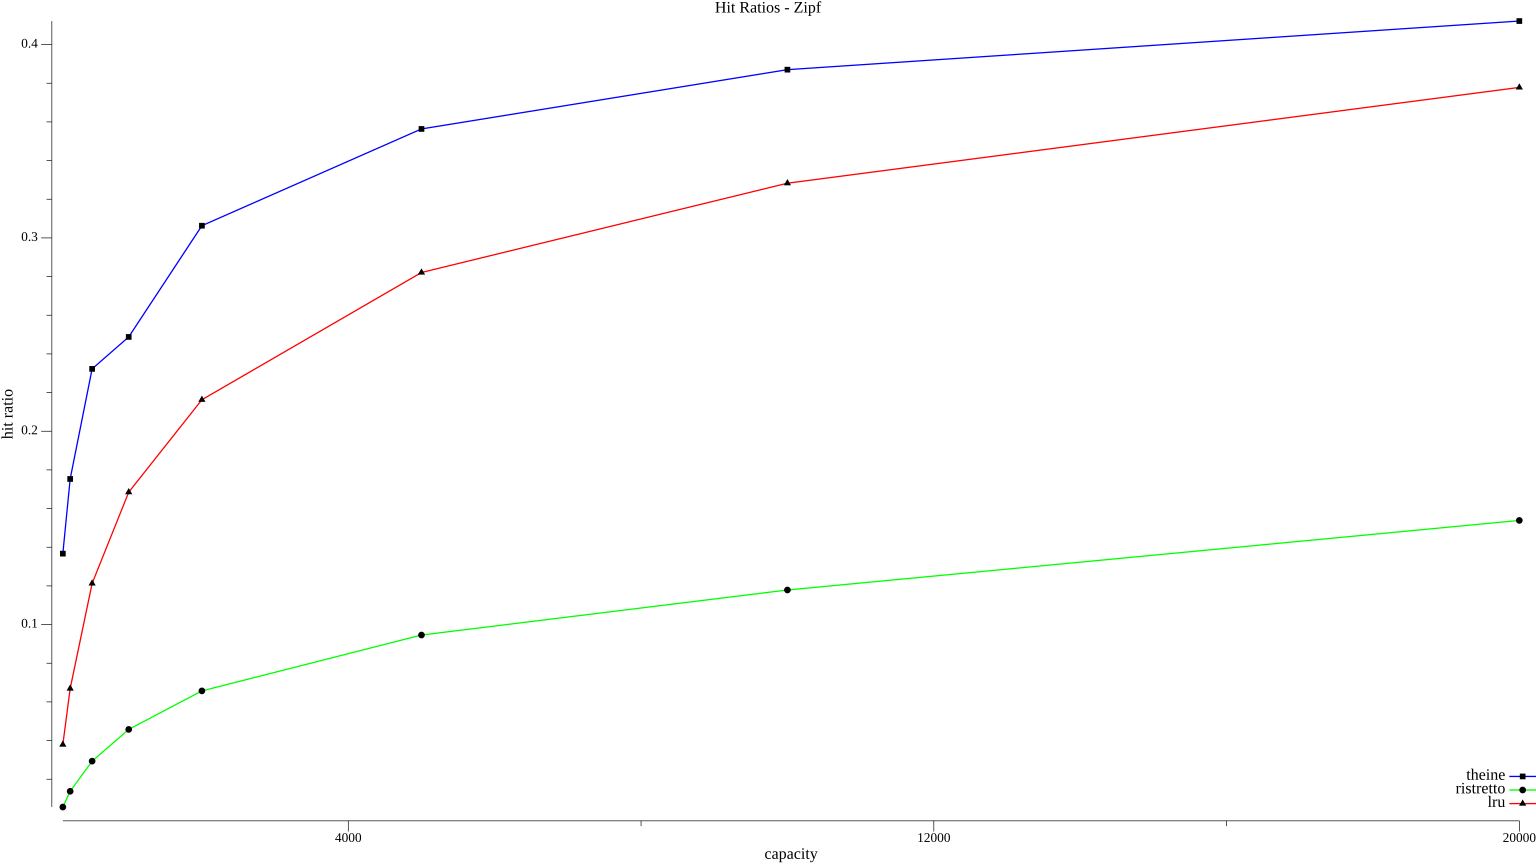 Hit Ratios - Zipf
0.4
0.3
0.2
0.1
hit ratio
4000
12000
20000
capacity
theine
ristretto
lru